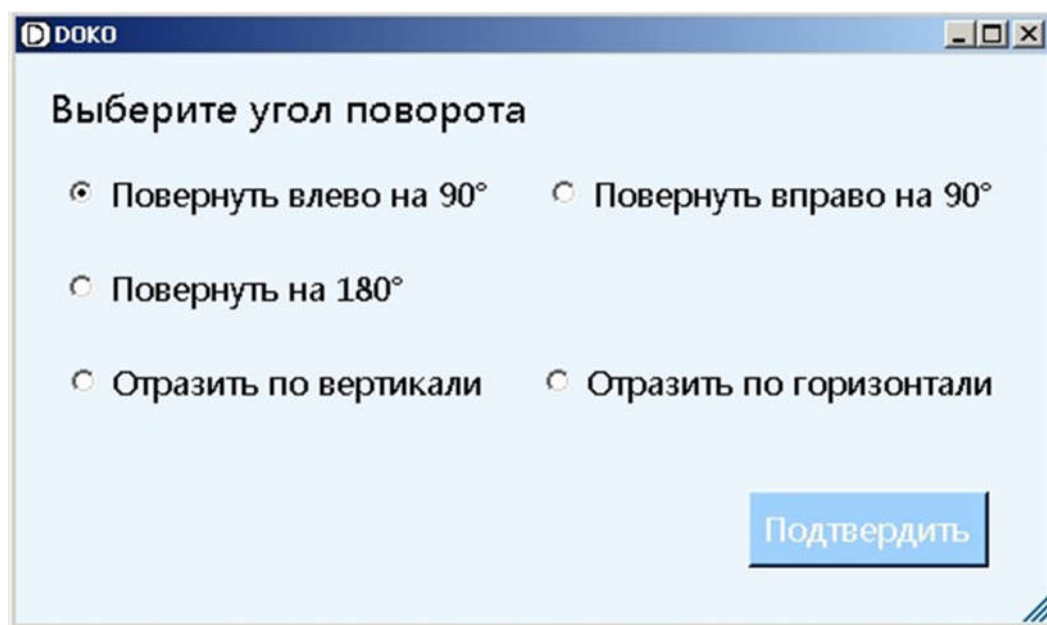 DOKO
Выберите угол поворота
Повернуть влево на 90° Повернуть вправо на 90°
Повернуть на 180°
Отразить по вертикали Отразить по горизонтали
Подтвердить